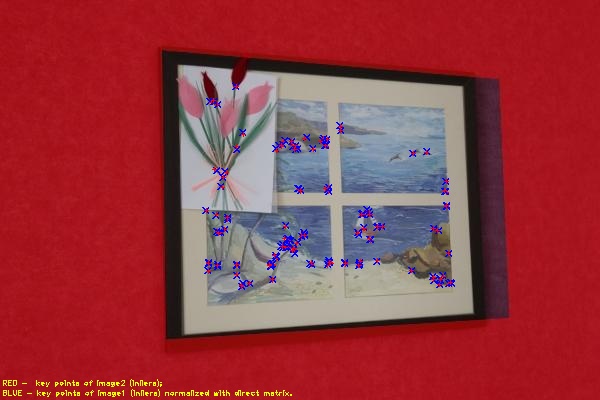 RED - key points of image2 (inliers);
BLUE - key points of image1 (inliers) normalized with direct matrix.